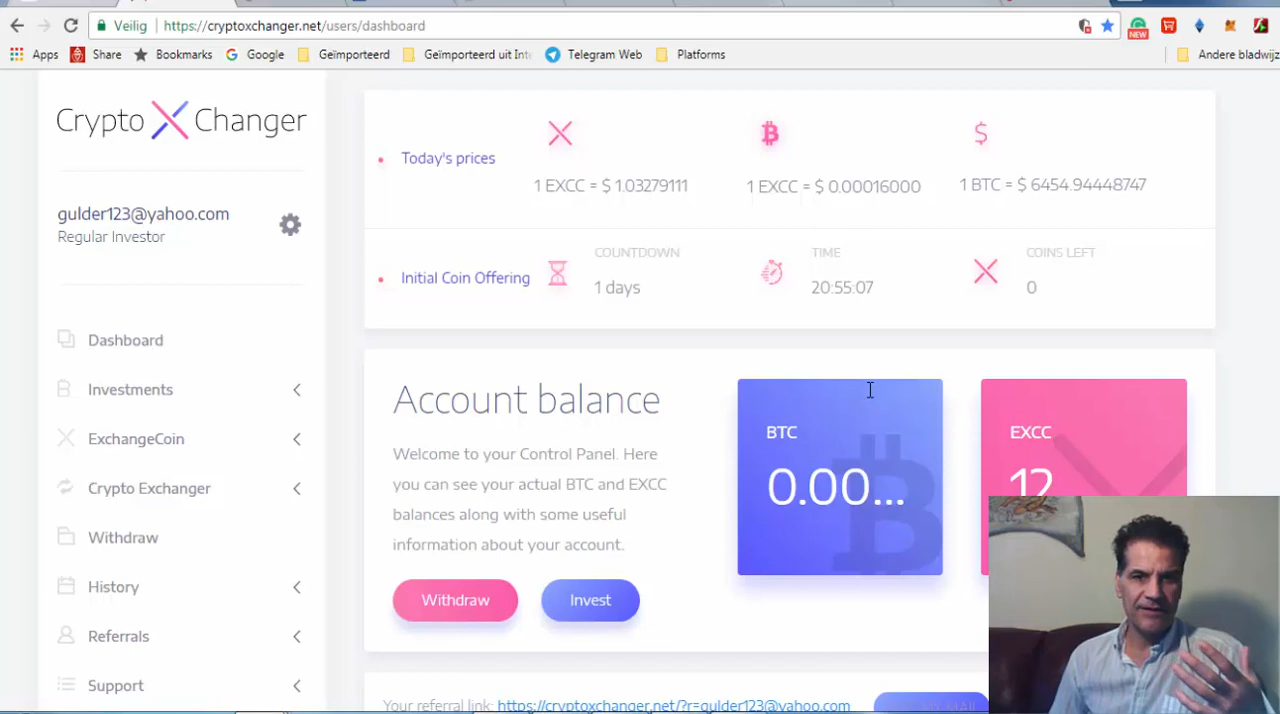 Veilig https://cryptoxchanger.net/users/dashboard
NEW
Apps Share Bookmarks G Google Geïmporteerd Geïmporteerd uit Inte Telegram Web Platforms Andere bladwijz
Crypto X Changer
gulder123@yahoo.com
Regular Investor
Dashboard
Investments
ExchangeCoin
Crypto Exchanger
Withdraw
History
Referrals
Support
Today's prices
1 EXCC = $ 1.03279111
1 EXCC = $ 0.00016000
1 BTC = $ 6454.94448747
Initial Coin Offering
COUNTDOWN
1 days
TIME
20:55:07
COINS LEFT
0
Account balance
Welcome to your Control Panel. Here
you can see your actual BTC and EXCC
balances along with some useful
information about your account.
Withdraw
Invest
BTC
0.00...
EXCC
12
Your referral link: https://cryptoxchanger.net/?r=gulder123@yahoo.com